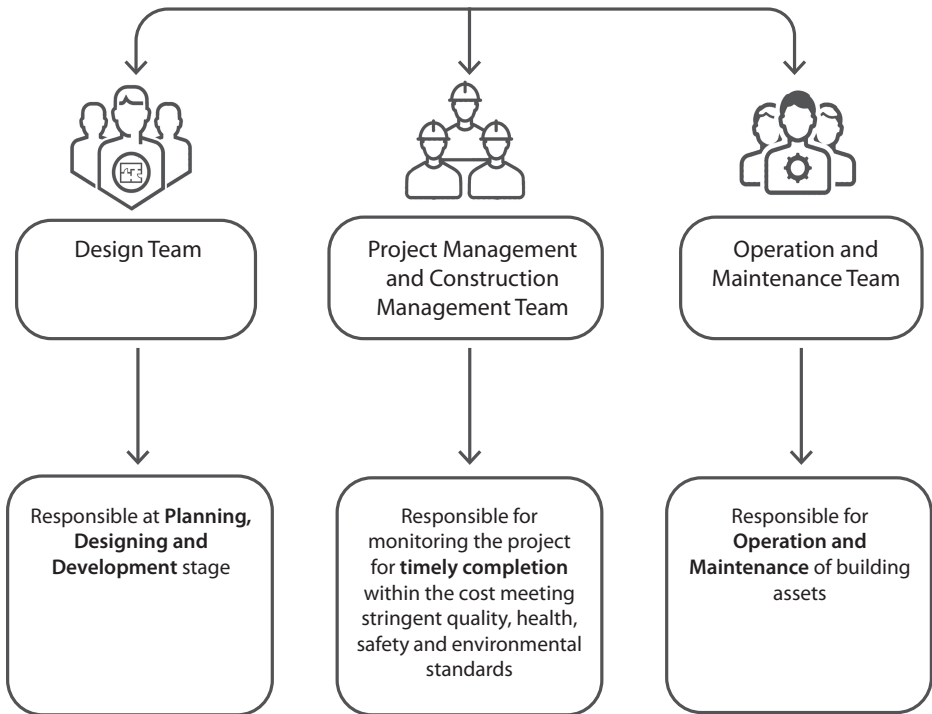 Design Team
Project Management
and Construction
Management Team
Operation and
Maintenance Team
Responsible at Planning,
Designing and
Development stage
Responsible for
monitoring the project
for timely completion
within the cost meeting
stringent quality, health,
safety and environmental
standards
Responsible for
Operation and
Maintenance of building
assets